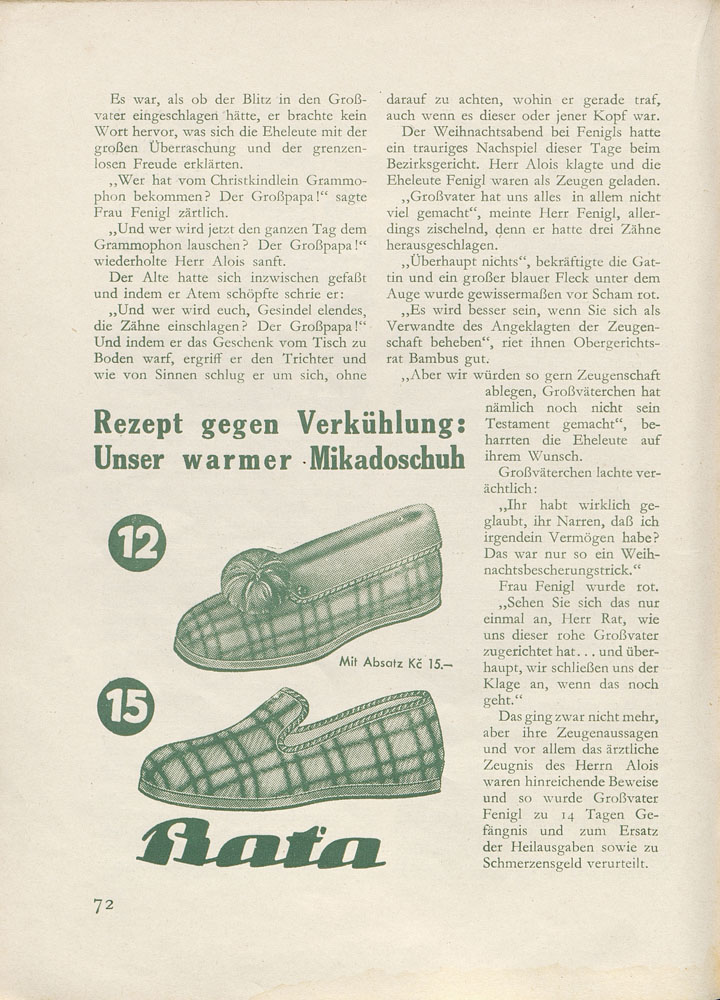 Es war, als ob der Blitz in den Groß-
vater eingeschlagen hätte, er brachte kein
Wort hervor, was sich die Eheleute mit der
großen Überraschung und der grenzen-
losen Freude erklärten.
„Wer hat vom Christkindlein Grammo-
phon bekommen? Der Großpapa!“ sagte
Frau Fenigl zärtlich.
„Und wer wird jetzt den ganzen Tag dem
Grammophon lauschen? Der Großpapa!“
wiederholte Herr Alois sanft.
Der Alte hatte sich inzwischen gefaßt
und indem er Atem schöpfte schrie er:
„Und wer wird euch, Gesindel elendes,
die Zähne einschlagen? Der Großpapa!“
Und indem er das Geschenk vom Tisch zu
Boden warf, ergriff er den Trichter und
wie von Sinnen schlug er um sich, ohne
darauf zu achten, wohin er gerade traf,
auch wenn es dieser oder jener Kopf war.
Der Weihnachtsabend bei Fenigls hatte
ein trauriges Nachspiel dieser Tage beim
Bezirksgericht. Herr Alois klagte und die
Eheleute Fenigl waren als Zeugen geladen.
„Großvater hat uns alles in allem nicht
viel gemacht“, meinte Herr Fenigl, aller-
dings zischelnd, denn er hatte drei Zähne
herausgeschlagen.
„Überhaupt nichts“, bekräftigte die Gat-
tin und ein großer blauer Fleck unter dem
Auge wurde gewissermaßen vor Scham rot.
„Es wird besser sein, wenn Sie sich als
Verwandte des Angeklagten der Zeugen-
schaft beheben“, riet ihnen Obergerichts-
rat Bambus gut.
„Aber wir würden so gern Zeugenschaft
ablegen, Großväterchen hat
nämlich noch nicht sein
Testament gemacht“, be-
harrten die Eheleute auf
ihrem Wunsch.
Großväterchen lachte ver-
ächtlich:
„Ihr habt wirklich ge-
glaubt, ihr Narren, daß ich
irgendein Vermögen habe?
Das war nur so ein Weih-
nachtsbescherungstrick.“
Frau Fenigl wurde rot.
„Sehen Sie sich das nur
einmal an, Herr Rat, wie
uns dieser rohe Großvater
zugerichtet hat... und über-
haupt, wir schließen uns der
Klage an, wenn das noch
geht.“
Das ging zwar nicht mehr,
aber ihre Zeugenaussagen
und vor allem das ärztliche
Zeugnis des Herrn Alois
waren hinreichende Beweise
und so wurde Großvater
Fenigl zu 14 Tagen Ge-
fängnis und zum Ersatz
der Heilausgaben sowie zu
Schmerzensgeld verurteilt.
Rezept gegen Verkühlung:
Unser warmer Mikadoschuh
12
Mit Absatz Kč 15.—
15
Baťa
72